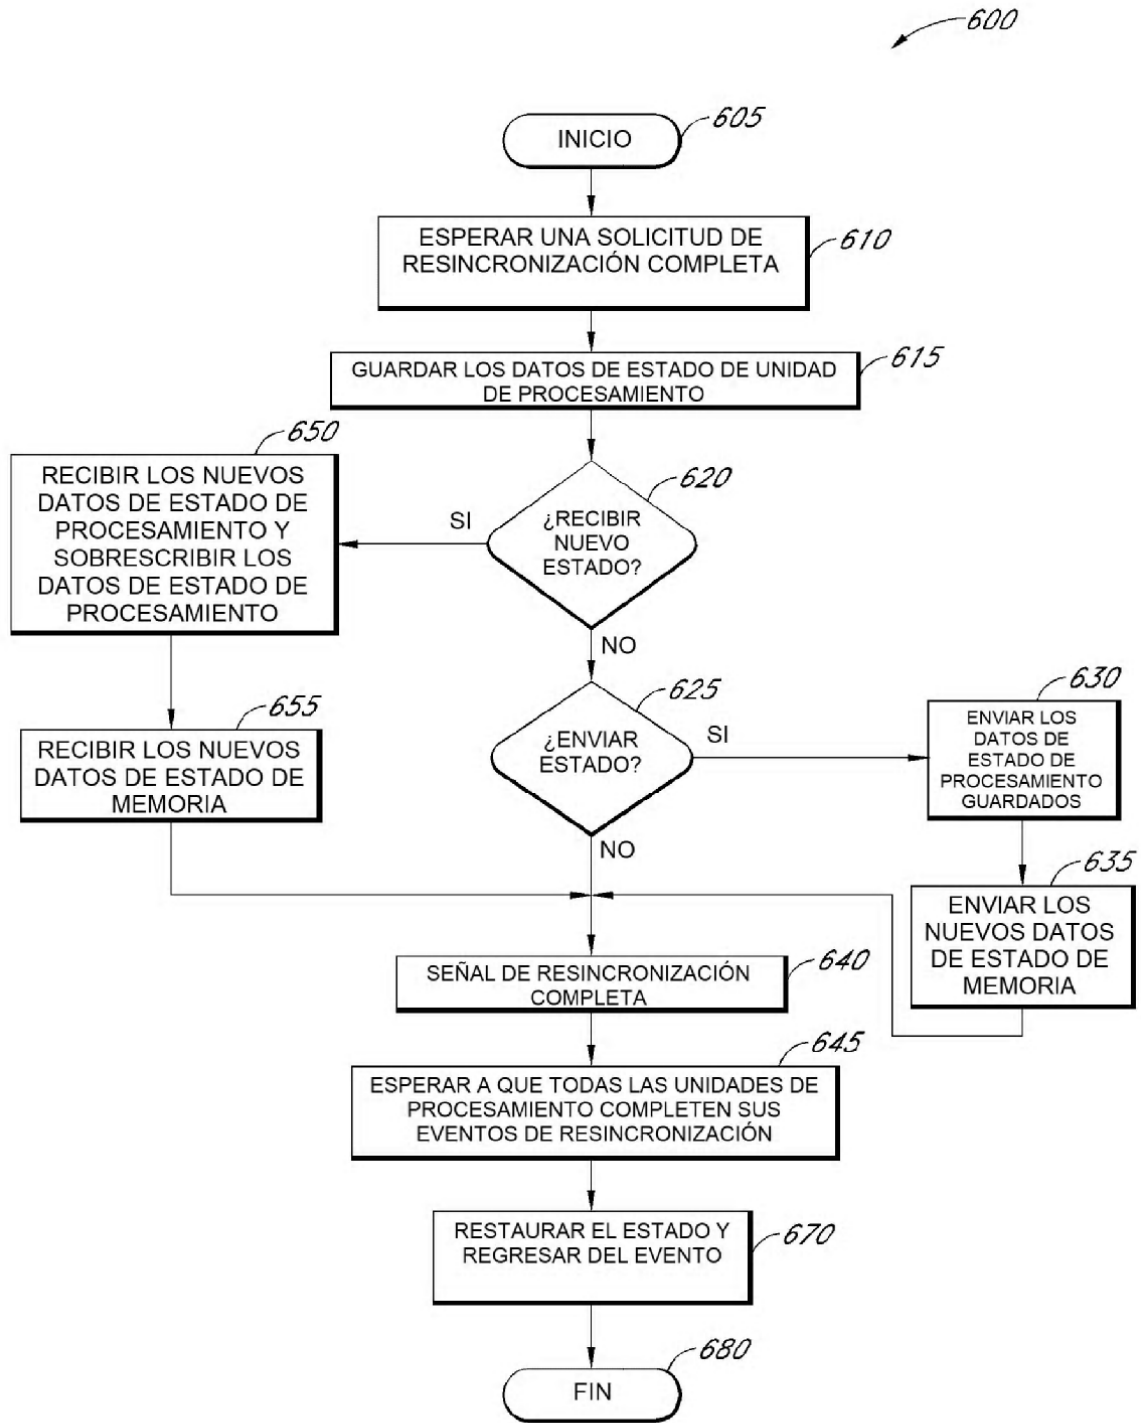 600
605
INICIO
ESPERAR UNA SOLICITUD DE
RESINCRONIZACIÓN COMPLETA
610
GUARDAR LOS DATOS DE ESTADO DE UNIDAD
DE PROCESAMIENTO
615
650
RECIBIR LOS NUEVOS
DATOS DE ESTADO DE
PROCESAMIENTO Y
SOBRESCRIBIR LOS
DATOS DE ESTADO DE
PROCESAMIENTO
SI
620
¿RECIBIR
NUEVO
ESTADO?
NO
655
RECIBIR LOS NUEVOS
DATOS DE ESTADO DE
MEMORIA
625
¿ENVIAR
ESTADO?
SI
NO
630
ENVIAR LOS
DATOS DE
ESTADO DE
PROCESAMIENTO
GUARDADOS
635
ENVIAR LOS
NUEVOS DATOS
DE ESTADO DE
MEMORIA
SEÑAL DE RESINCRONIZACIÓN
COMPLETA
640
645
ESPERAR A QUE TODAS LAS UNIDADES DE
PROCESAMIENTO COMPLETEN SUS
EVENTOS DE RESINCRONIZACIÓN
RESTAURAR EL ESTADO Y
REGRESAR DEL EVENTO
670
680
FIN